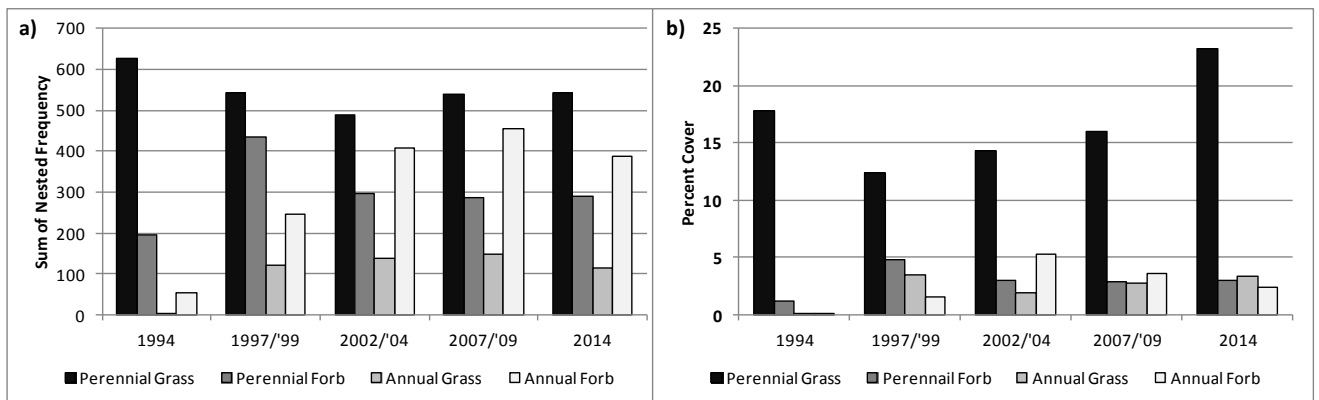 a)
Sum of Nested Frequency
700
600
500
400
300
200
100
0
1994 1997/'99 2002/'04 2007/'09 2014
Perennial Grass Perennial Forb Annual Grass Annual Forb
b)
Percent Cover
25
20
15
10
5
0
1994 1997/'99 2002/'04 2007/'09 2014
Perennial Grass Perennail Forb Annual Grass Annual Forb